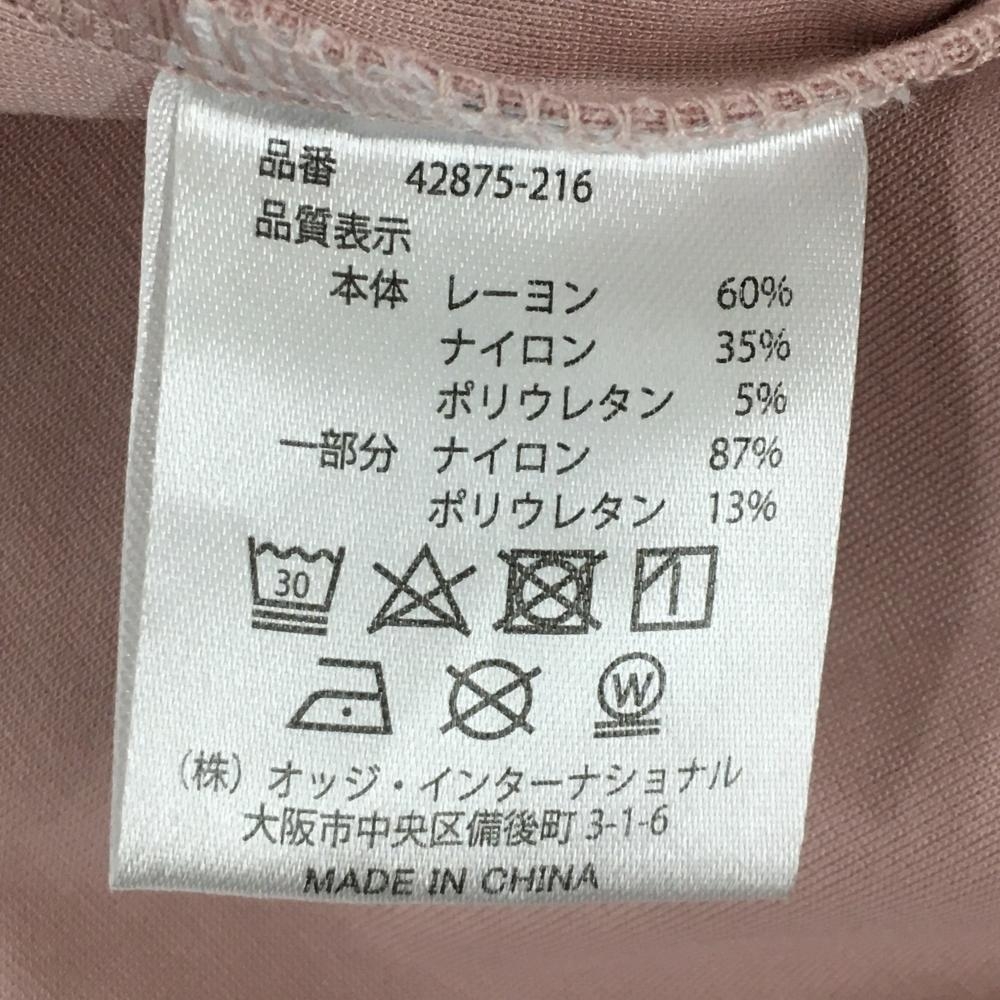 品番 42875-216
品質表示
本体 レーヨン 60%
ナイロン 35%
ポリウレタン 5%
一部分 ナイロン 87%
ポリウレタン 13%
30
W
(株) オッジ・インターナショナル
大阪市中央区備後町 3-1-6
MADE IN CHINA